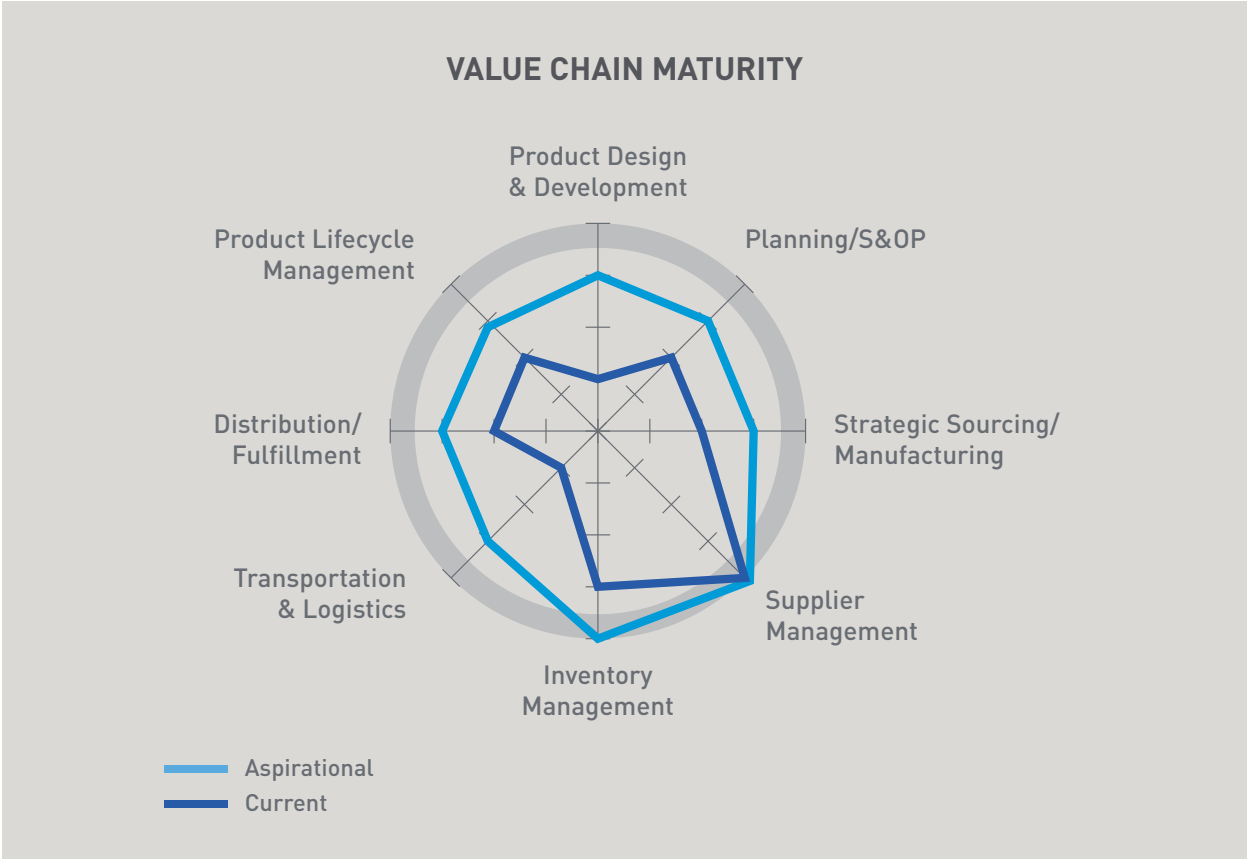 VALUE CHAIN MATURITY
Product Design
& Development
Product Lifecycle
Management
Planning/S&OP
Distribution/
Fulfillment
Strategic Sourcing/
Manufacturing
Transportation
& Logistics
Supplier
Management
Inventory
Management
Aspirational
Current